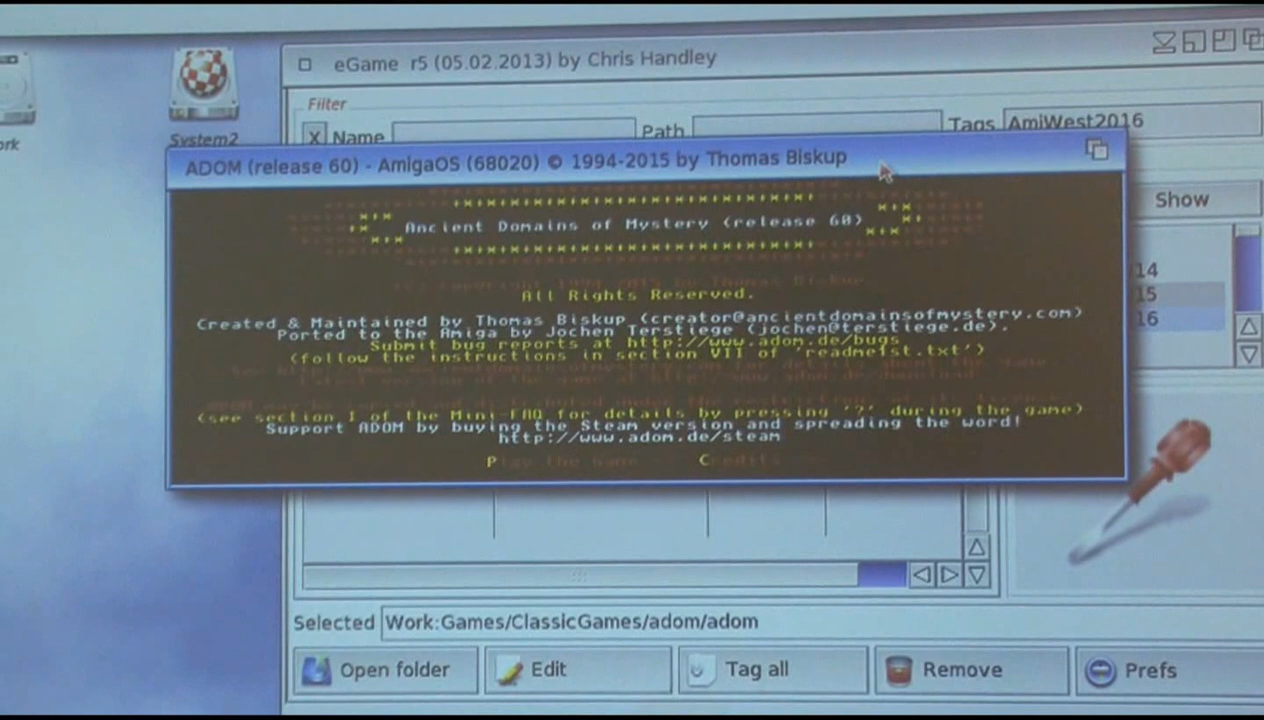 eGame r5 (05.02.2013) by Chris Handley
Filter
X Name
Path
Tags AmiWest2016
System2
ork
ADOM (release 60) - AmigaOS (68020) © 1994-2015 by Thomas Biskup
Ancient Domains of Mystery (release 60)
Show
14
15
16
All Rights Reserved.
Created & Maintained by Thomas Biskup (creator@ancientdomainsofmystery.com)
Ported to the Amiga by Jochen Terstiege (jochen@terstiege.de).
Submit bug reports at http://www.adom.de/bugs
(follow the instructions in section VII of 'readme1st.txt')
(see section I of the Mini-FAQ for details by pressing '?' during the game)
Support ADOM by buying the Steam version and spreading the word!
http://www.adom.de/steam
Play the game Credits
Selected Work:Games/ClassicGames/adom/adom
Open folder Edit Tag all Remove Prefs